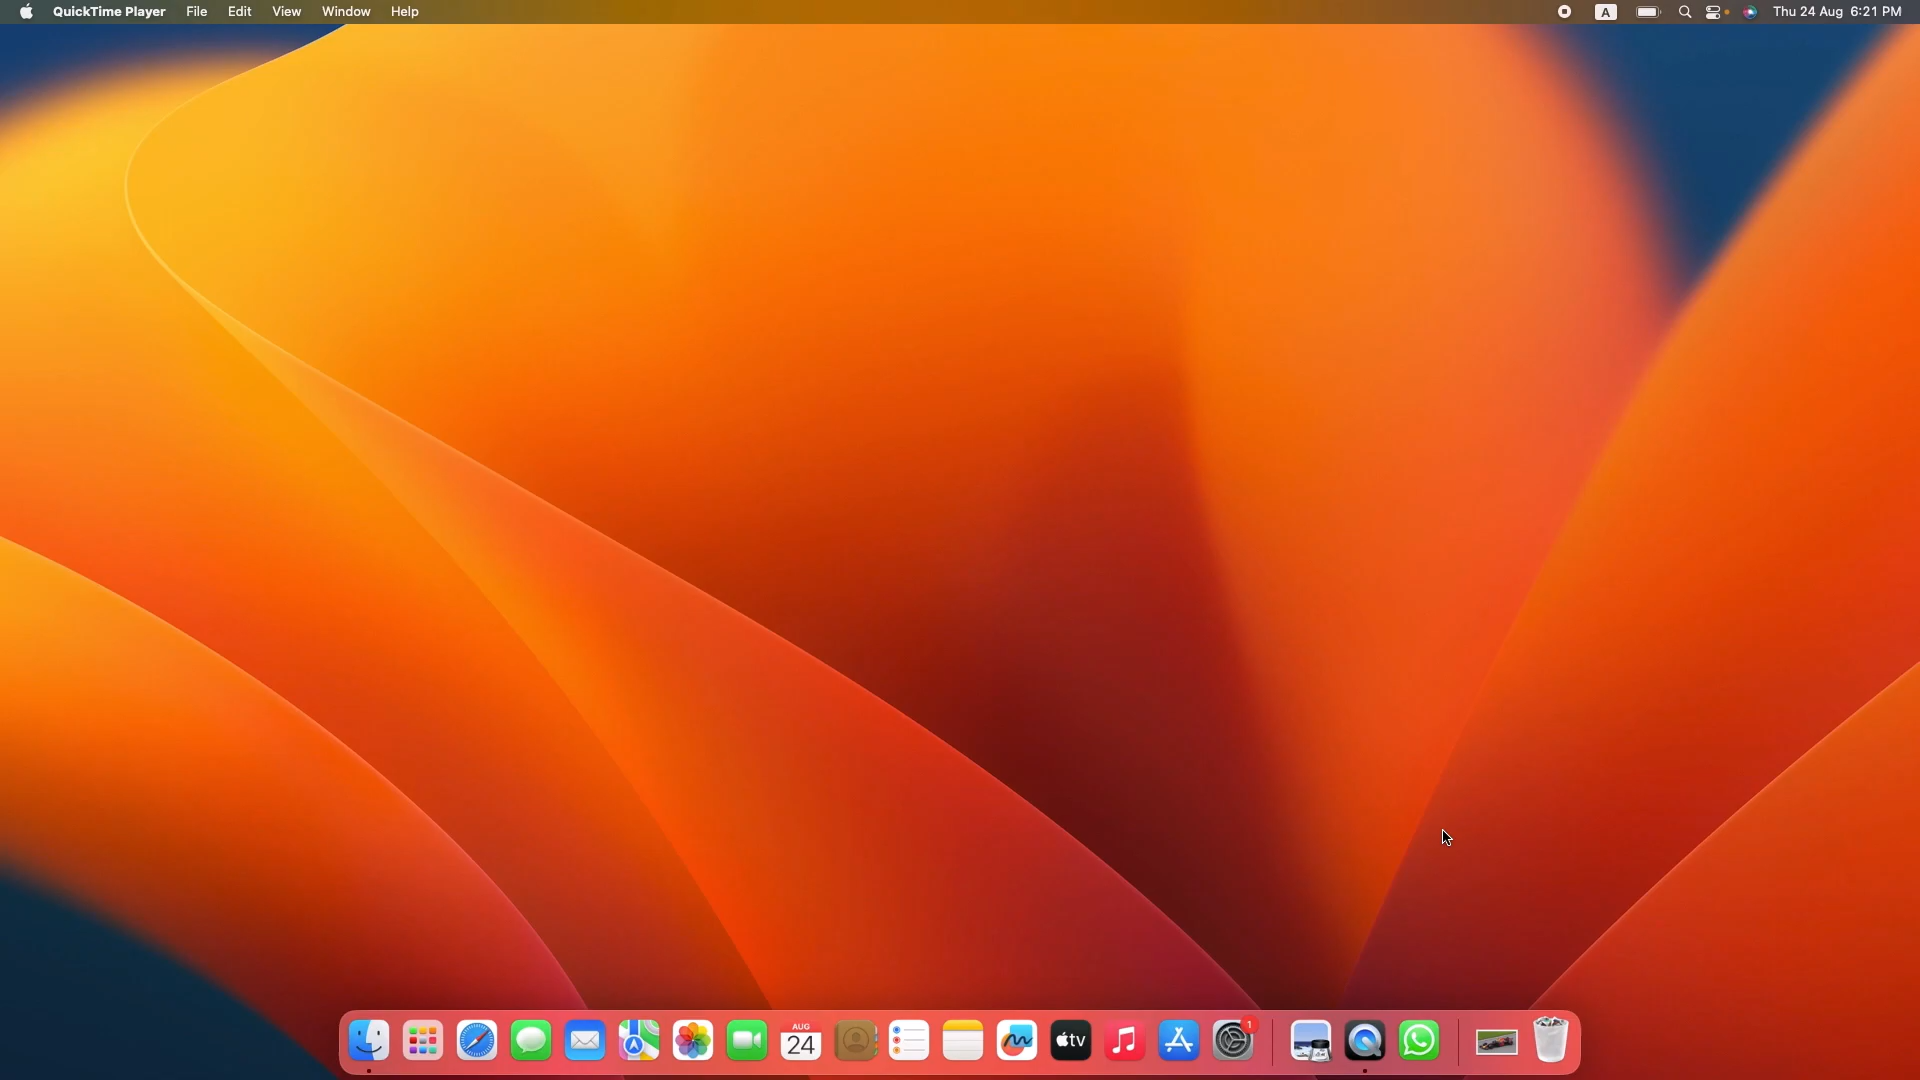 QuickTime Player File Edit View Window Help A Thu 24 Aug 6:21 PM
AUG
24
tv
1